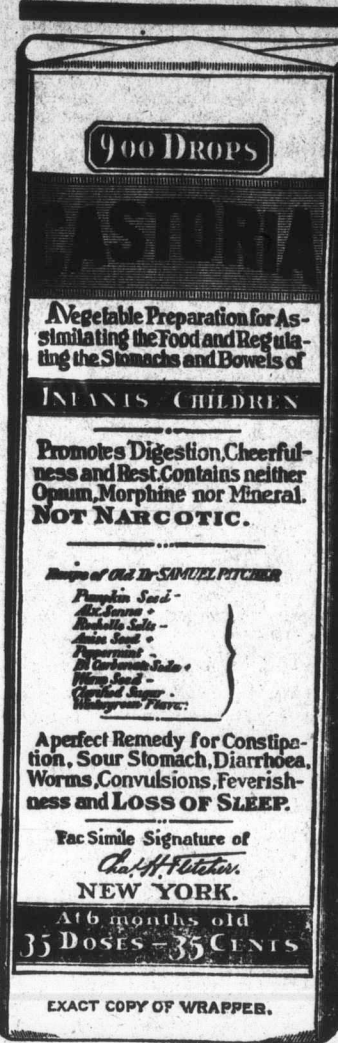 900 DROPS
CASTORIA
A Vegetable Preparation for As-
similating the Food and Regula-
ting the Stomachs and Bowels of
INFANTS CHILDREN
Promotes Digestion, Cheerful-
ness and Rest. Contains neither
Opium, Morphine nor Mineral.
NOT NARCOTIC.
Recipe of Old Dr SAMUEL PITCHER
Pumpkin Seed -
Alx. Senna +
Rochelle Salts -
Anise Seed +
Peppermint -
Bi Carbonate Soda +
Worm Seed -
Clarified Sugar -
Wintergreen Flavor.
A perfect Remedy for Constipa-
tion, Sour Stomach, Diarrhoea,
Worms, Convulsions, Feverish-
ness and LOSS OF SLEEP.
Fac Simile Signature of
Chas. H. Fletcher.
NEW YORK.
At 6 months old
35 DOSES - 35 CENTS
EXACT COPY OF WRAPPER.